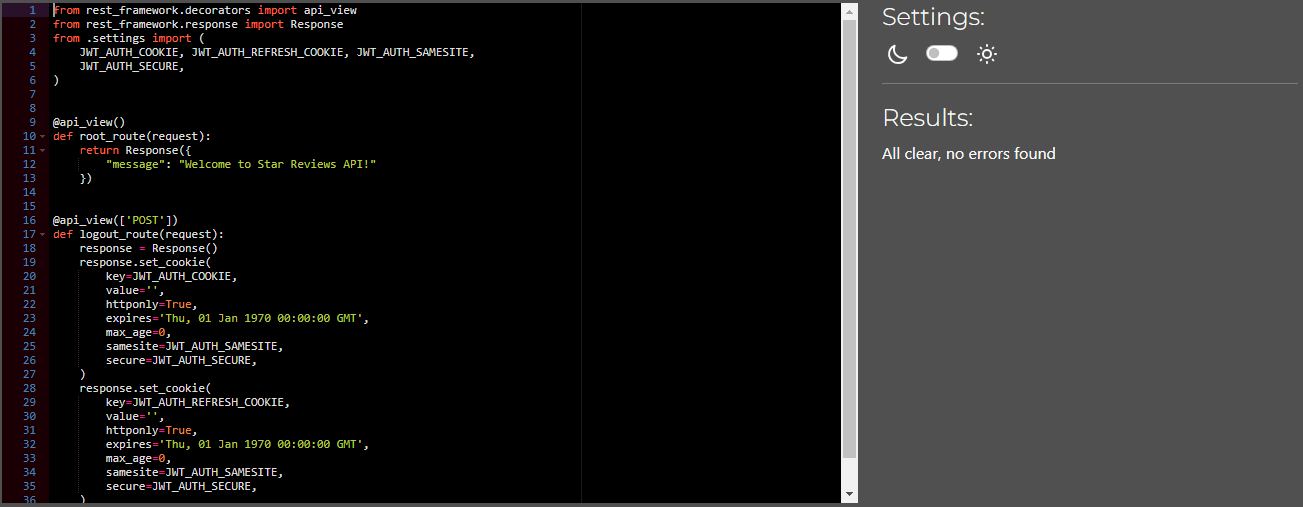 1 from rest_framework.decorators import api_view
2 from rest_framework.response import Response
3 from .settings import (
4     JWT_AUTH_COOKIE, JWT_AUTH_REFRESH_COOKIE, JWT_AUTH_SAMESITE,
5     JWT_AUTH_SECURE,
6 )
7
8
9 @api_view()
10 def root_route(request):
11     return Response({
12         "message": "Welcome to Star Reviews API!"
13     })
14
15
16 @api_view(['POST'])
17 def logout_route(request):
18     response = Response()
19     response.set_cookie(
20         key=JWT_AUTH_COOKIE,
21         value='',
22         httponly=True,
23         expires='Thu, 01 Jan 1970 00:00:00 GMT',
24         max_age=0,
25         samesite=JWT_AUTH_SAMESITE,
26         secure=JWT_AUTH_SECURE,
27     )
28     response.set_cookie(
29         key=JWT_AUTH_REFRESH_COOKIE,
30         value='',
31         httponly=True,
32         expires='Thu, 01 Jan 1970 00:00:00 GMT',
33         max_age=0,
34         samesite=JWT_AUTH_SAMESITE,
35         secure=JWT_AUTH_SECURE,
36     )
Settings:
Results:
All clear, no errors found